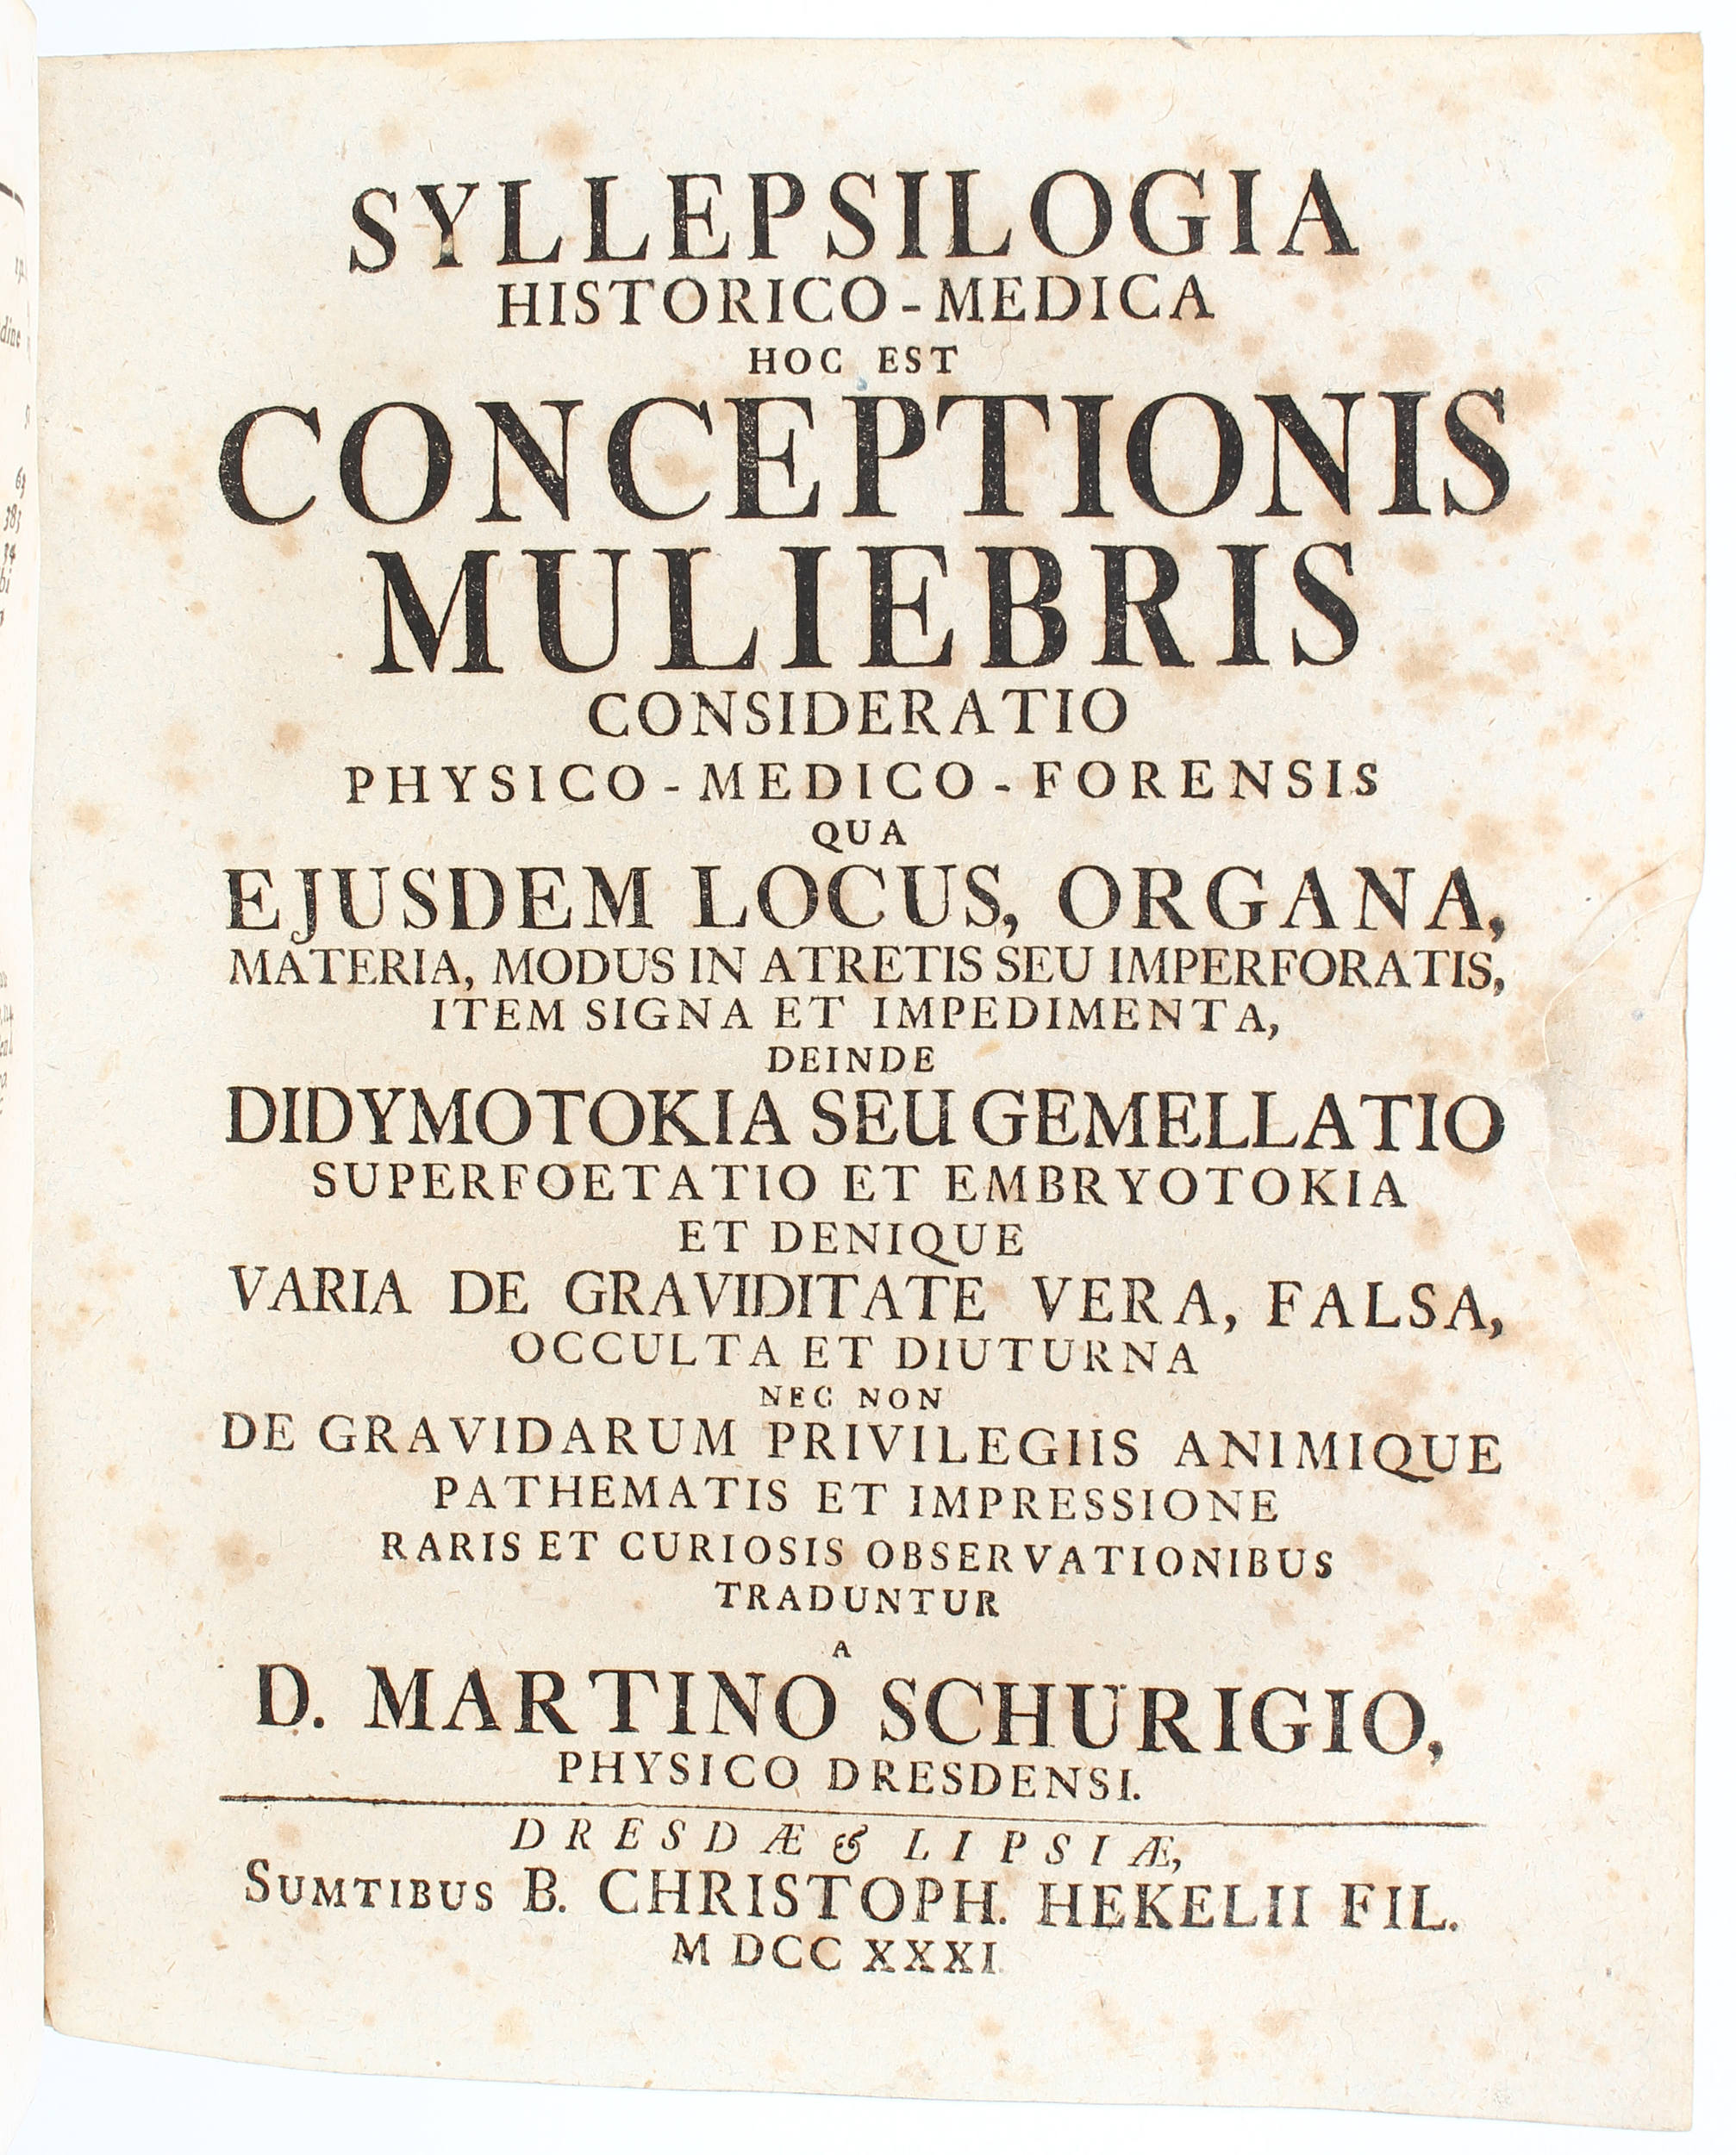 SYLLEPSILOGIA
HISTORICO-MEDICA
HOC EST
CONCEPTIONIS
MULIEBRIS
CONSIDERATIO
PHYSICO-MEDICO-FORENSIS
QUA
EJUSDEM LOCUS, ORGANA,
MATERIA, MODUS IN ATRETIS SEU IMPERFORATIS,
ITEM SIGNA ET IMPEDIMENTA,
DEINDE
DIDYMOTOKIA SEU GEMELLATIO
SUPERFOETATIO ET EMBRYOTOKIA
ET DENIQUE
VARIA DE GRAVIDITATE VERA, FALSA,
OCCULTA ET DIUTURNA
NEC NON
DE GRAVIDARUM PRIVILEGIIS ANIMIQUE
PATHEMATIS ET IMPRESSIONE
RARIS ET CURIOSIS OBSERVATIONIBUS
TRADUNTUR
A
D. MARTINO SCHURIGIO,
PHYSICO DRESDENSI.
DRESDÆ & LIPSIÆ,
SUMTIBUS B. CHRISTOPH. HEKELII FIL.
M DCC XXXI